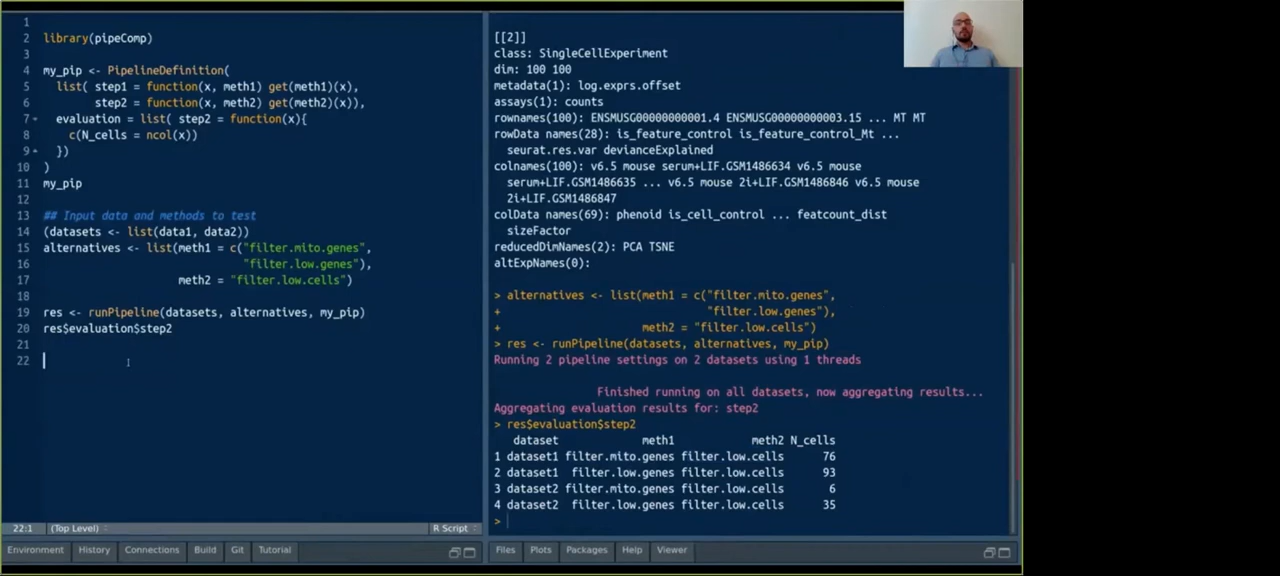 1
2 library(pipeComp)
3
4 my_pip <- PipelineDefinition(
5 list( step1 = function(x, meth1) get(meth1)(x),
6 step2 = function(x, meth2) get(meth2)(x)),
7 evaluation = list( step2 = function(x){
8 c(N_cells = ncol(x))
9 })
10 )
11 my_pip
12
13 ## Input data and methods to test
14 (datasets <- list(data1, data2))
15 alternatives <- list(meth1 = c("filter.mito.genes",
16 "filter.low.genes"),
17 meth2 = "filter.low.cells")
18
19 res <- runPipeline(datasets, alternatives, my_pip)
20 res$evaluation$step2
21
22
22:1 (Top Level) R Script
Environment History Connections Build Git Tutorial
[[2]]
class: SingleCellExperiment
dim: 100 100
metadata(1): log.exprs.offset
assays(1): counts
rownames(100): ENSMUSG00000000001.4 ENSMUSG00000000003.15 ... MT MT
rowData names(28): is_feature_control is_feature_control_Mt ...
seurat.res.var devianceExplained
colnames(100): v6.5 mouse serum+LIF.GSM1486634 v6.5 mouse
serum+LIF.GSM1486635 ... v6.5 mouse 2i+LIF.GSM1486846 v6.5 mouse
2i+LIF.GSM1486847
colData names(69): phenoid is_cell_control ... featcount_dist
sizeFactor
reducedDimNames(2): PCA TSNE
altExpNames(0):
> alternatives <- list(meth1 = c("filter.mito.genes",
+ "filter.low.genes"),
+ meth2 = "filter.low.cells")
> res <- runPipeline(datasets, alternatives, my_pip)
Running 2 pipeline settings on 2 datasets using 1 threads
Finished running on all datasets, now aggregating results...
Aggregating evaluation results for: step2
> res$evaluation$step2
dataset meth1 meth2 N_cells
1 dataset1 filter.mito.genes filter.low.cells 76
2 dataset1 filter.low.genes filter.low.cells 93
3 dataset2 filter.mito.genes filter.low.cells 6
4 dataset2 filter.low.genes filter.low.cells 35
>
Files Plots Packages Help Viewer